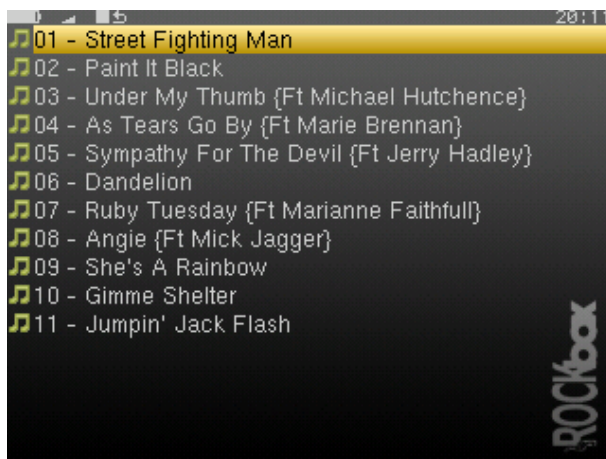 20:11
01 - Street Fighting Man
02 - Paint It Black
03 - Under My Thumb {Ft Michael Hutchence}
04 - As Tears Go By {Ft Marie Brennan}
05 - Sympathy For The Devil {Ft Jerry Hadley}
06 - Dandelion
07 - Ruby Tuesday {Ft Marianne Faithfull}
08 - Angie {Ft Mick Jagger}
09 - She's A Rainbow
10 - Gimme Shelter
11 - Jumpin' Jack Flash
ROCKbox